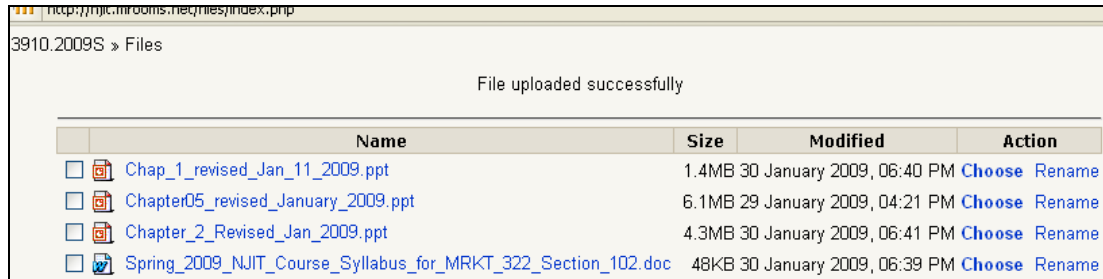 http://njit.mrooms.net/files/index.php
3910.2009S » Files
File uploaded successfully
Name Size Modified Action
Chap_1_revised_Jan_11_2009.ppt 1.4MB 30 January 2009, 06:40 PM Choose Rename
Chapter05_revised_January_2009.ppt 6.1MB 29 January 2009, 04:21 PM Choose Rename
Chapter_2_Revised_Jan_2009.ppt 4.3MB 30 January 2009, 06:41 PM Choose Rename
Spring_2009_NJIT_Course_Syllabus_for_MRKT_322_Section_102.doc 48KB 30 January 2009, 06:39 PM Choose Rename